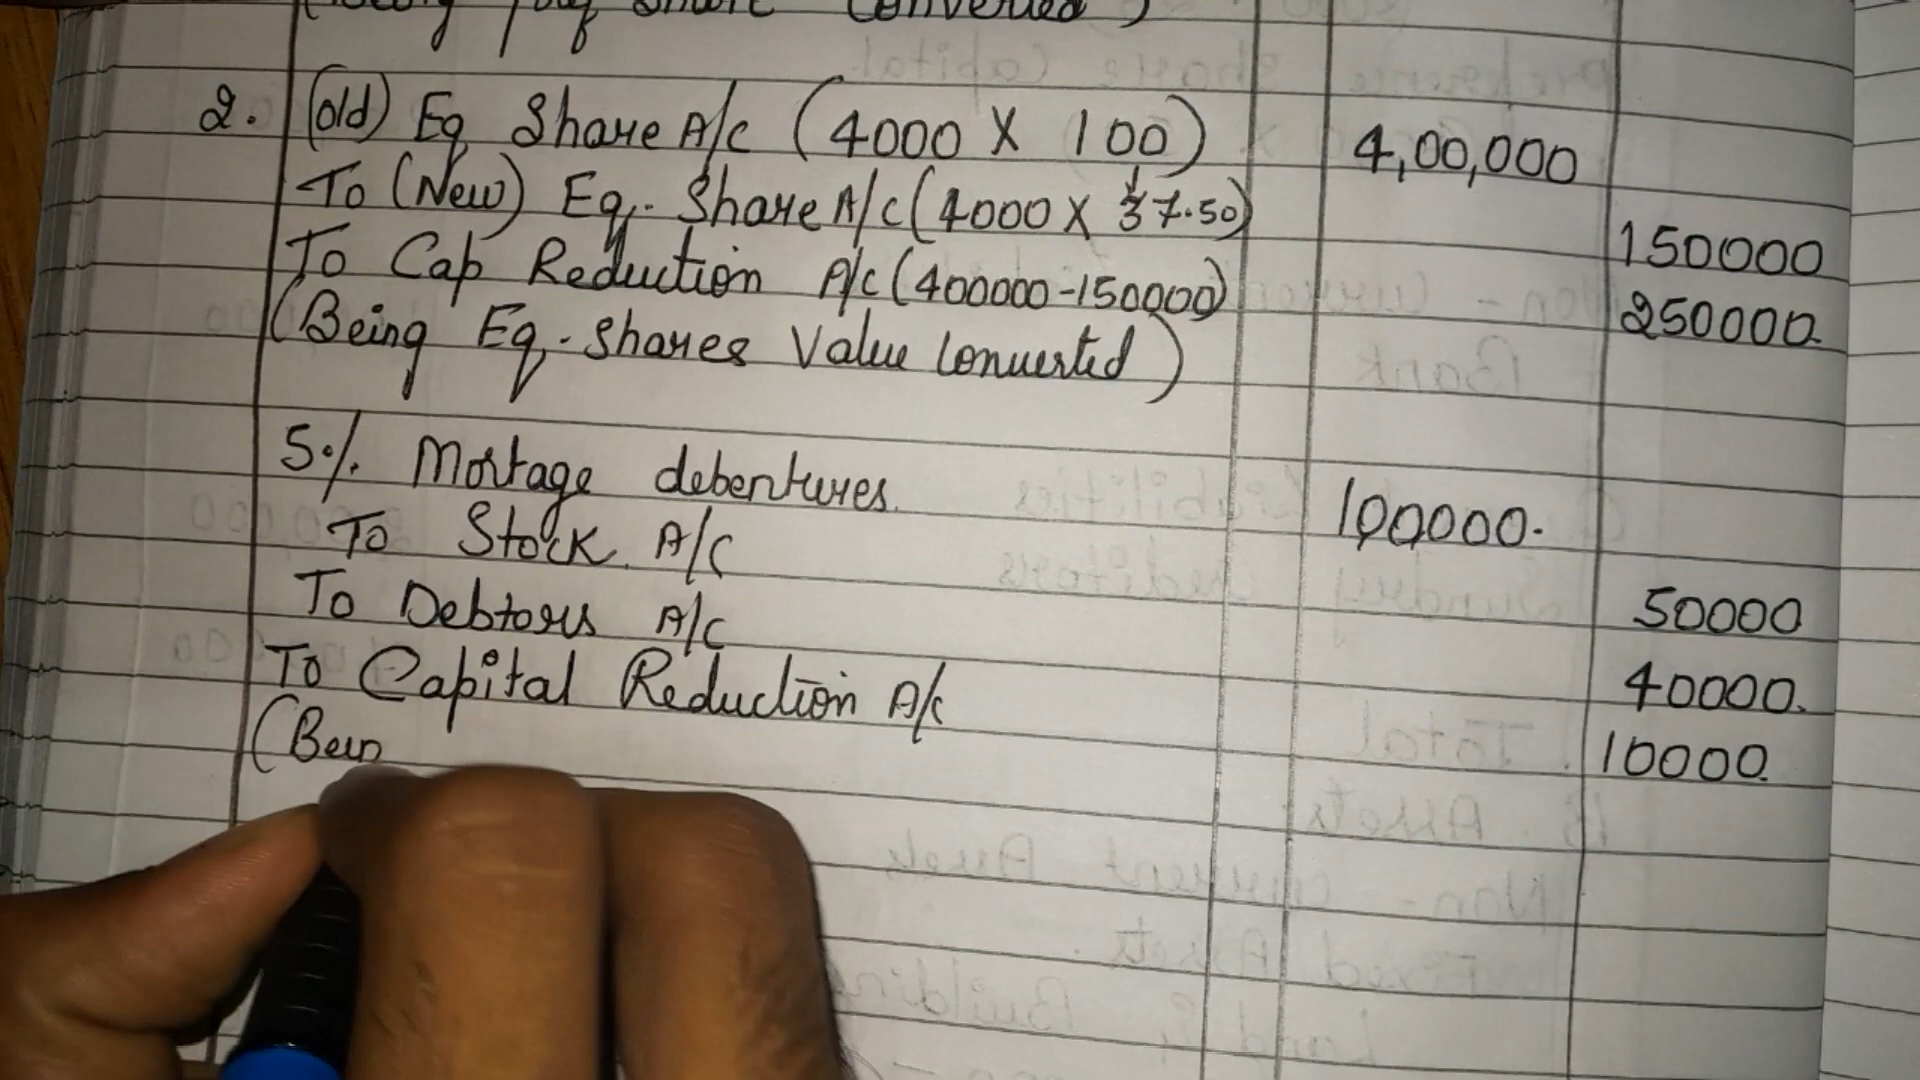 (Being Converted)
2. (old) Eq Share A/c (4000 X 100) 4,00,000
To (New) Eq. Share A/c (4000 X 37.50) 150000
To Cap Reduction A/c (400000-150000) 250000
(Being Eq. Shares Value Converted)
5% Mortage debentures. 100000.
To Stock A/c 50000
To Debtors A/c 40000.
To Capital Reduction A/c 10000
(Bein